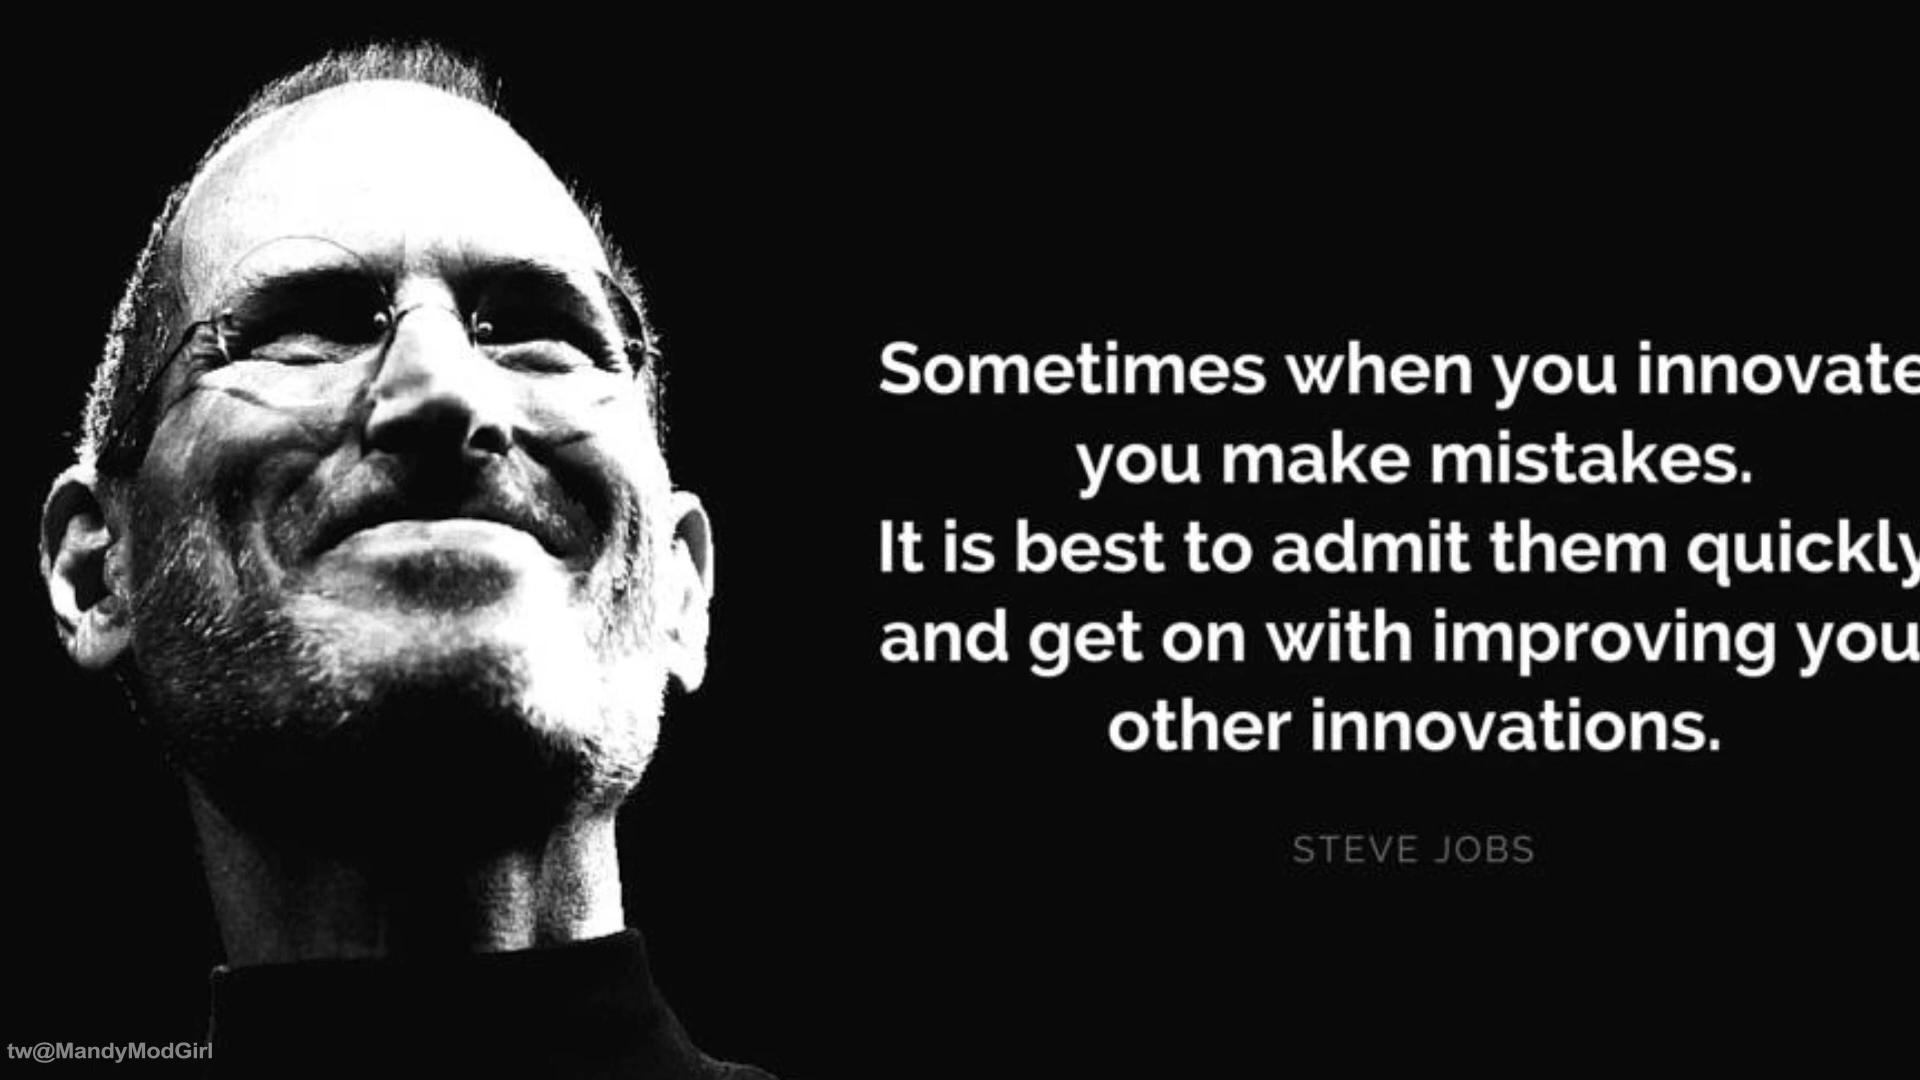 Sometimes when you innovate
you make mistakes.
It is best to admit them quickly
and get on with improving you
other innovations.
STEVE JOBS
tw@MandyModGirl